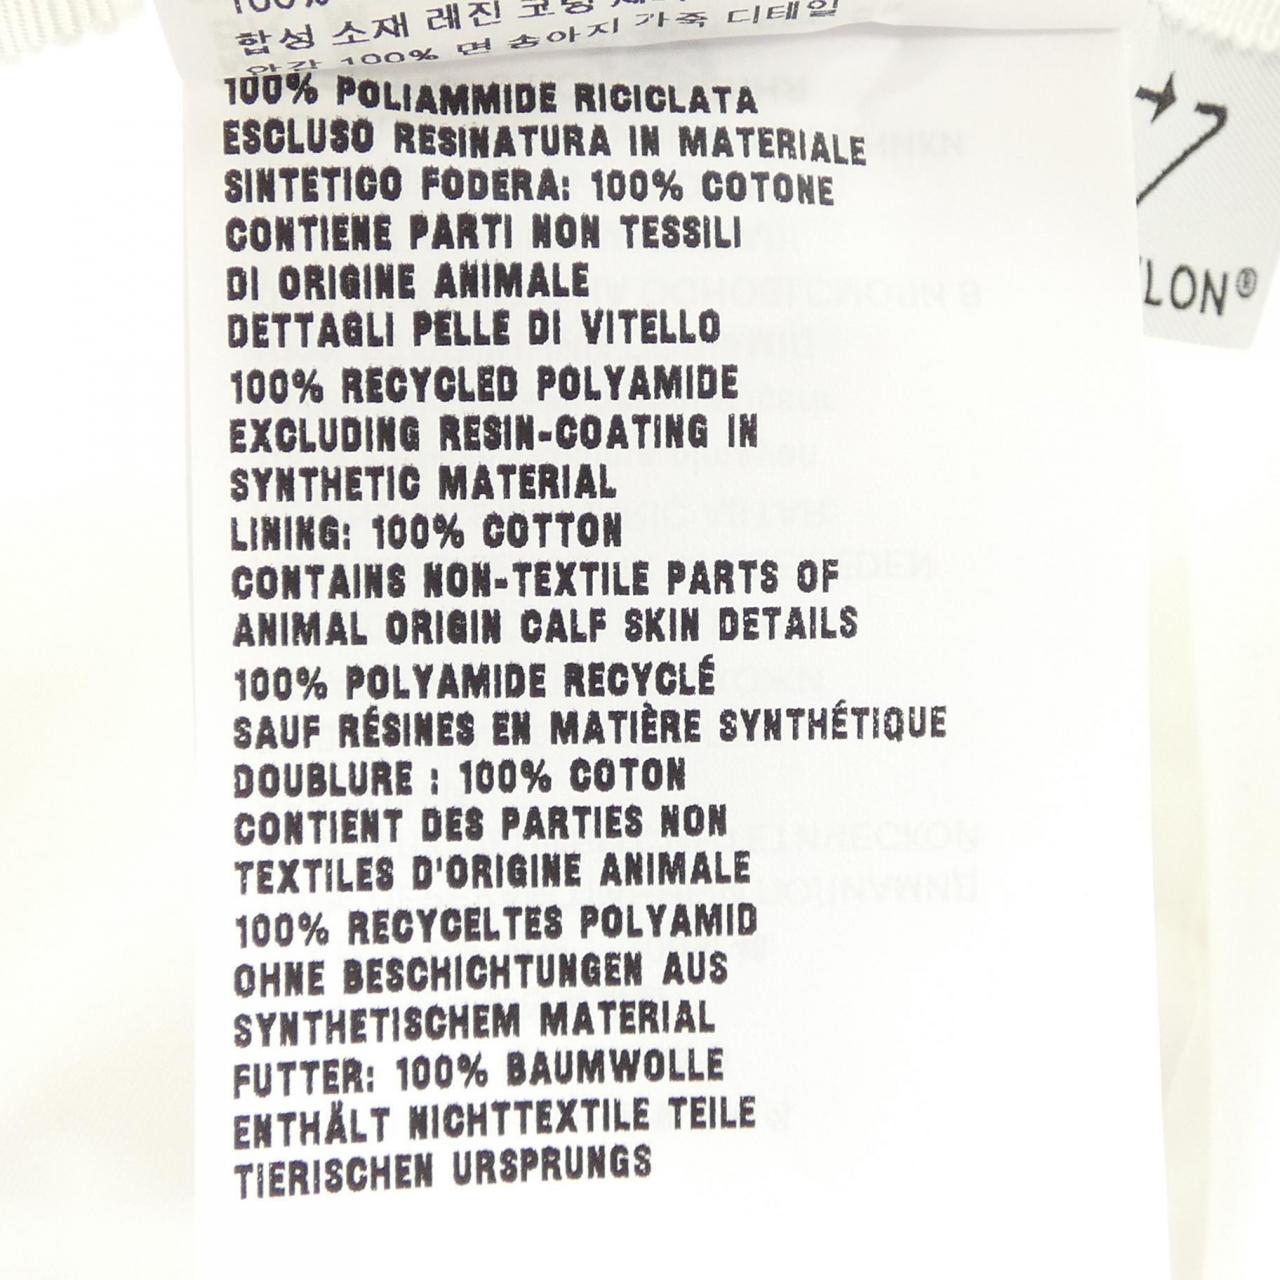 100%
합성 소재 레진 코팅
안감 100% 면 송아지 가죽 디테일
100% POLIAMMIDE RICICLATA
ESCLUSO RESINATURA IN MATERIALE
SINTETICO FODERA: 100% COTONE
CONTIENE PARTI NON TESSILI
DI ORIGINE ANIMALE
DETTAGLI PELLE DI VITELLO
100% RECYCLED POLYAMIDE
EXCLUDING RESIN-COATING IN
SYNTHETIC MATERIAL
LINING: 100% COTTON
CONTAINS NON-TEXTILE PARTS OF
ANIMAL ORIGIN CALF SKIN DETAILS
100% POLYAMIDE RECYCLÉ
SAUF RÉSINES EN MATIÈRE SYNTHÉTIQUE
DOUBLURE : 100% COTON
CONTIENT DES PARTIES NON
TEXTILES D'ORIGINE ANIMALE
100% RECYCELTES POLYAMID
OHNE BESCHICHTUNGEN AUS
SYNTHETISCHEM MATERIAL
FUTTER: 100% BAUMWOLLE
ENTHÄLT NICHTTEXTILE TEILE
TIERISCHEN URSPRUNGS
LON®